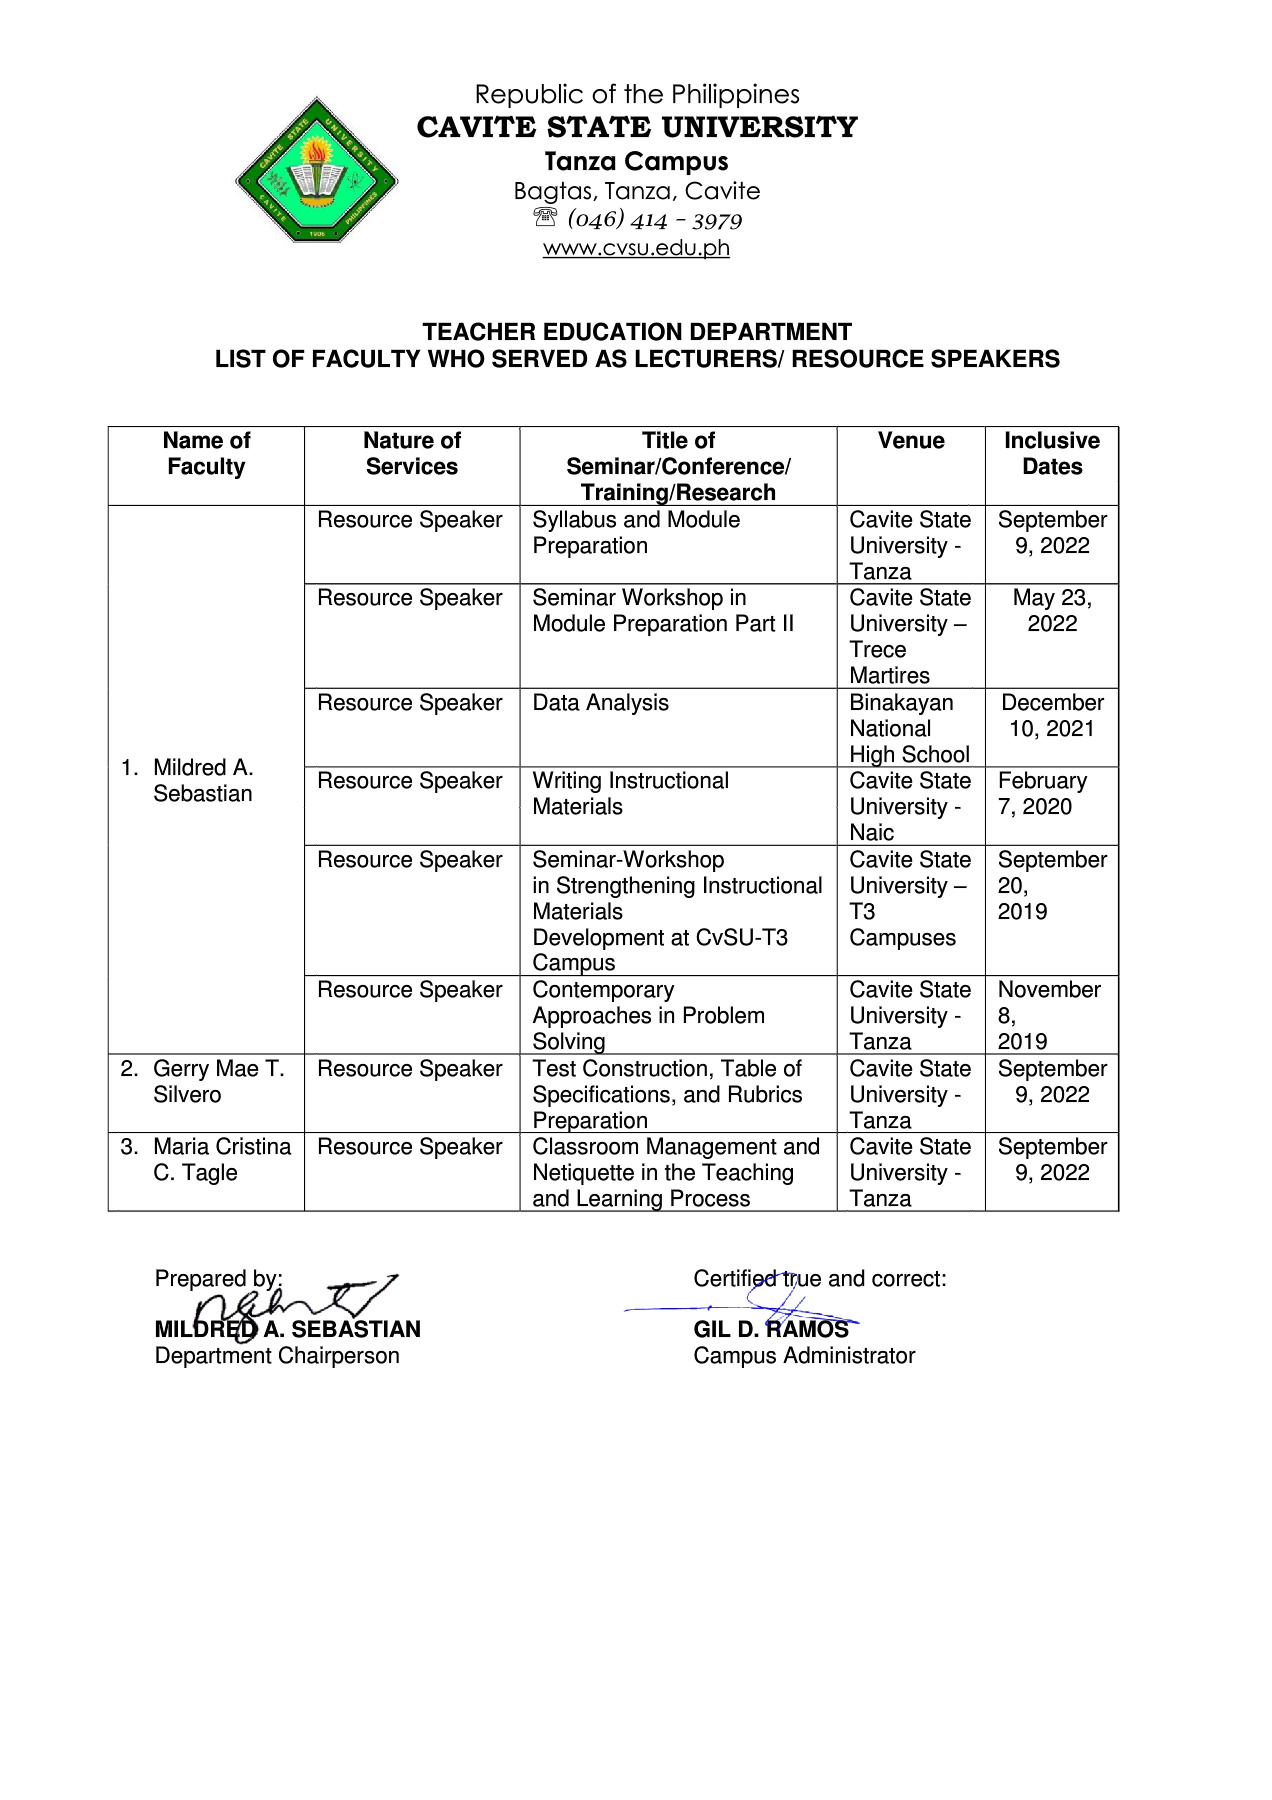 Republic of the Philippines
CAVITE STATE UNIVERSITY
Tanza Campus
Bagtas, Tanza, Cavite
☏ (046) 414 – 3979
www.cvsu.edu.ph
CAVITE STATE UNIVERSITY
CAVITE
PHILIPPINES
1906
TEACHER EDUCATION DEPARTMENT
LIST OF FACULTY WHO SERVED AS LECTURERS/ RESOURCE SPEAKERS
Name of
Faculty
Nature of
Services
Title of
Seminar/Conference/
Training/Research
Venue
Inclusive
Dates
1. Mildred A.
Sebastian
Resource Speaker
Syllabus and Module
Preparation
Cavite State
University -
Tanza
September
9, 2022
Resource Speaker
Seminar Workshop in
Module Preparation Part II
Cavite State
University –
Trece
Martires
May 23,
2022
Resource Speaker
Data Analysis
Binakayan
National
High School
December
10, 2021
Resource Speaker
Writing Instructional
Materials
Cavite State
University -
Naic
February
7, 2020
Resource Speaker
Seminar-Workshop
in Strengthening Instructional
Materials
Development at CvSU-T3
Campus
Cavite State
University –
T3
Campuses
September
20,
2019
Resource Speaker
Contemporary
Approaches in Problem
Solving
Cavite State
University -
Tanza
November
8,
2019
2. Gerry Mae T.
Silvero
Resource Speaker
Test Construction, Table of
Specifications, and Rubrics
Preparation
Cavite State
University -
Tanza
September
9, 2022
3. Maria Cristina
C. Tagle
Resource Speaker
Classroom Management and
Netiquette in the Teaching
and Learning Process
Cavite State
University -
Tanza
September
9, 2022
Prepared by:
MILDRED A. SEBASTIAN
Department Chairperson
Certified true and correct:
GIL D. RAMOS
Campus Administrator